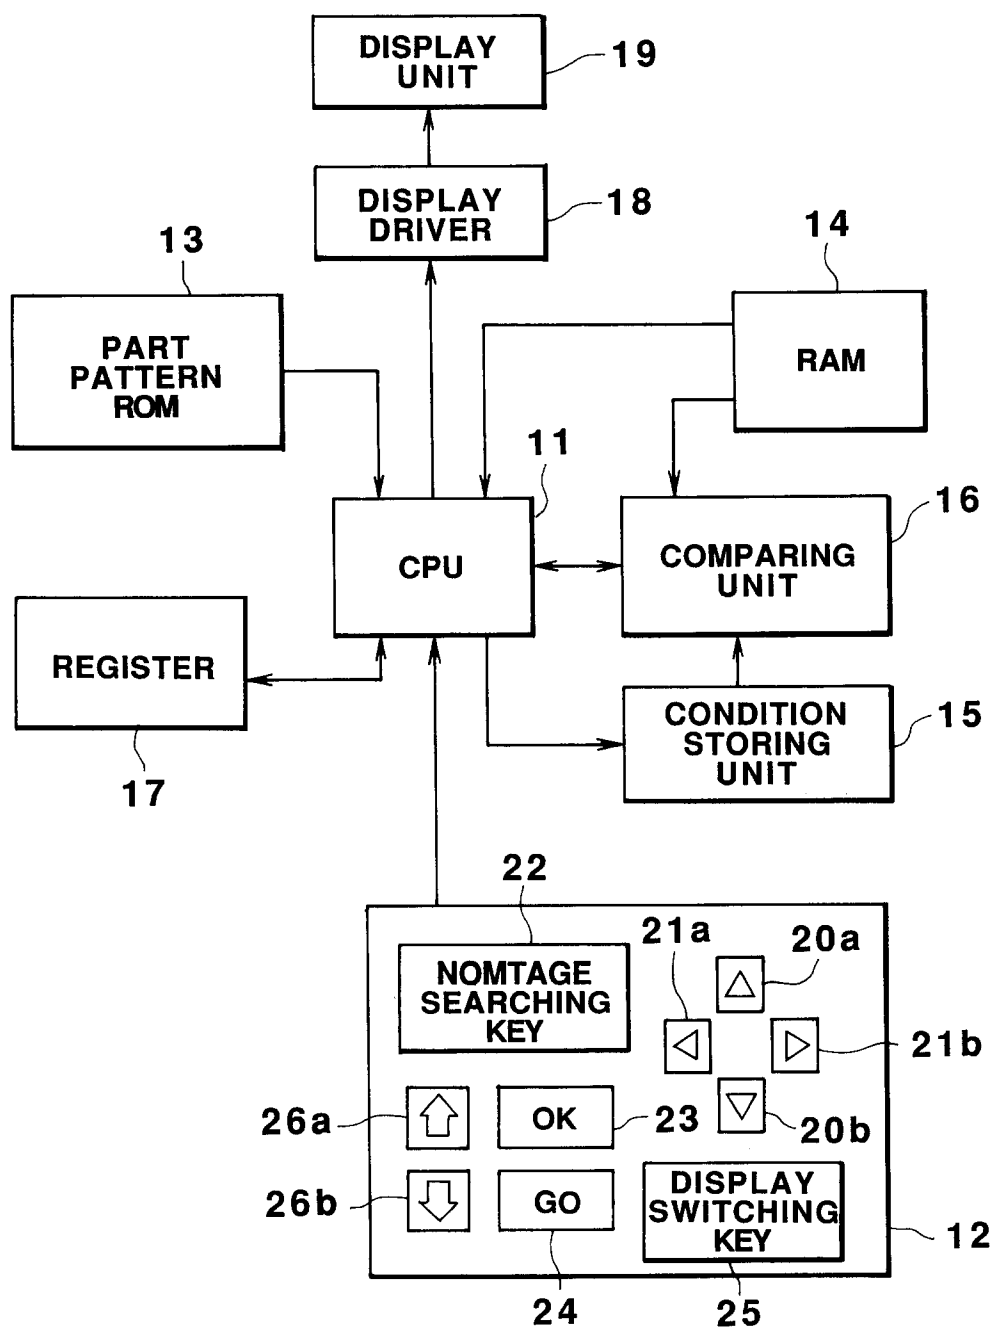 DISPLAY
UNIT
19
DISPLAY
DRIVER
18
13
14
PART
PATTERN
ROM
RAM
11
16
CPU
COMPARING
UNIT
REGISTER
17
CONDITION
STORING
UNIT
15
22
21a
20a
NOMTAGE
SEARCHING
KEY
21b
26a
OK
23
20b
26b
GO
DISPLAY
SWITCHING
KEY
12
24
25